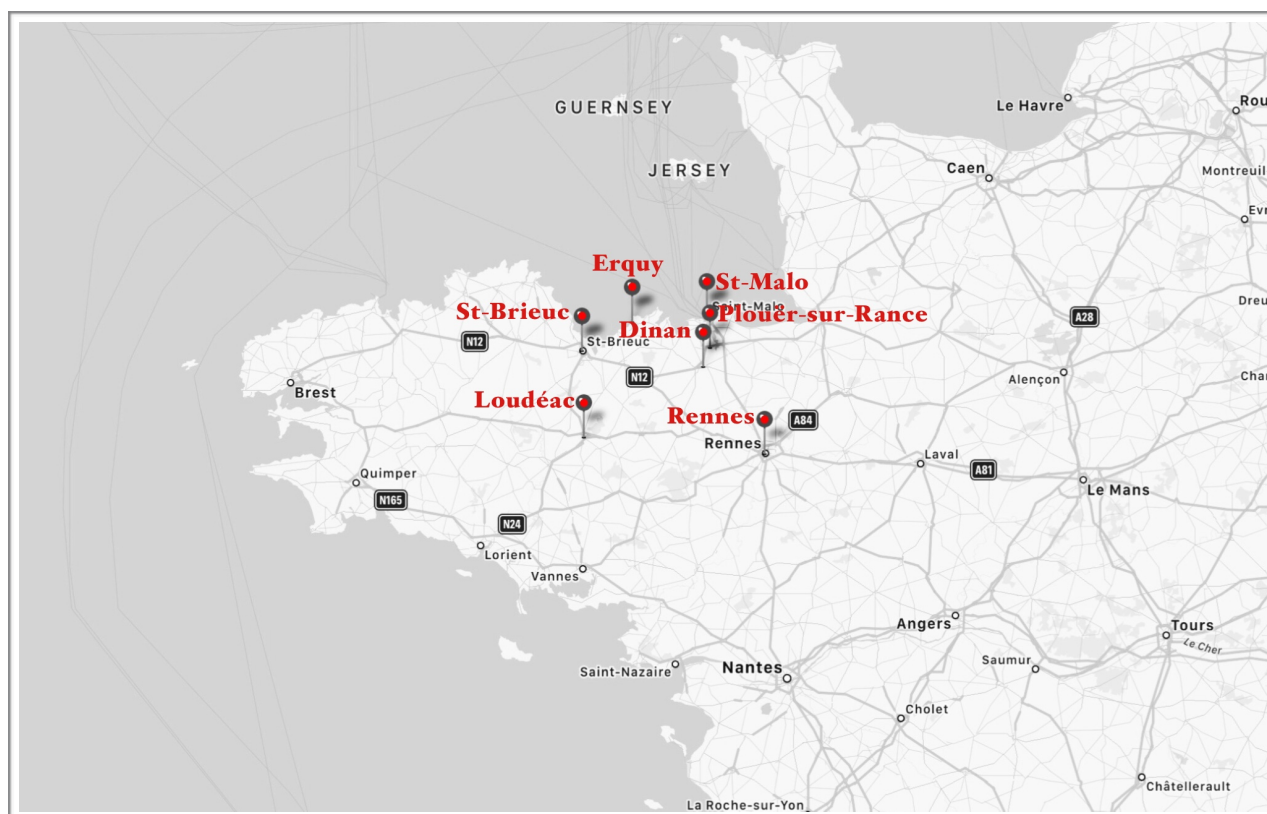 GUERNSEY
Le Havre
Rou
JERSEY
Caen
Montreuil
Evr
Erquy
St-Malo
Saint-Malo
St-Brieuc
Plouër-sur-Rance
Dinan
Dreu
A28
N12
St-Brieuc
N12
Alençon
Char
Brest
Loudéac
Rennes
A84
Rennes
Laval
A81
Quimper
Le Mans
N165
N24
Lorient
Vannes
Angers
Tours
Le Cher
Saumur
Saint-Nazaire
Nantes
Cholet
Châtellerault
La Roche-sur-Yon